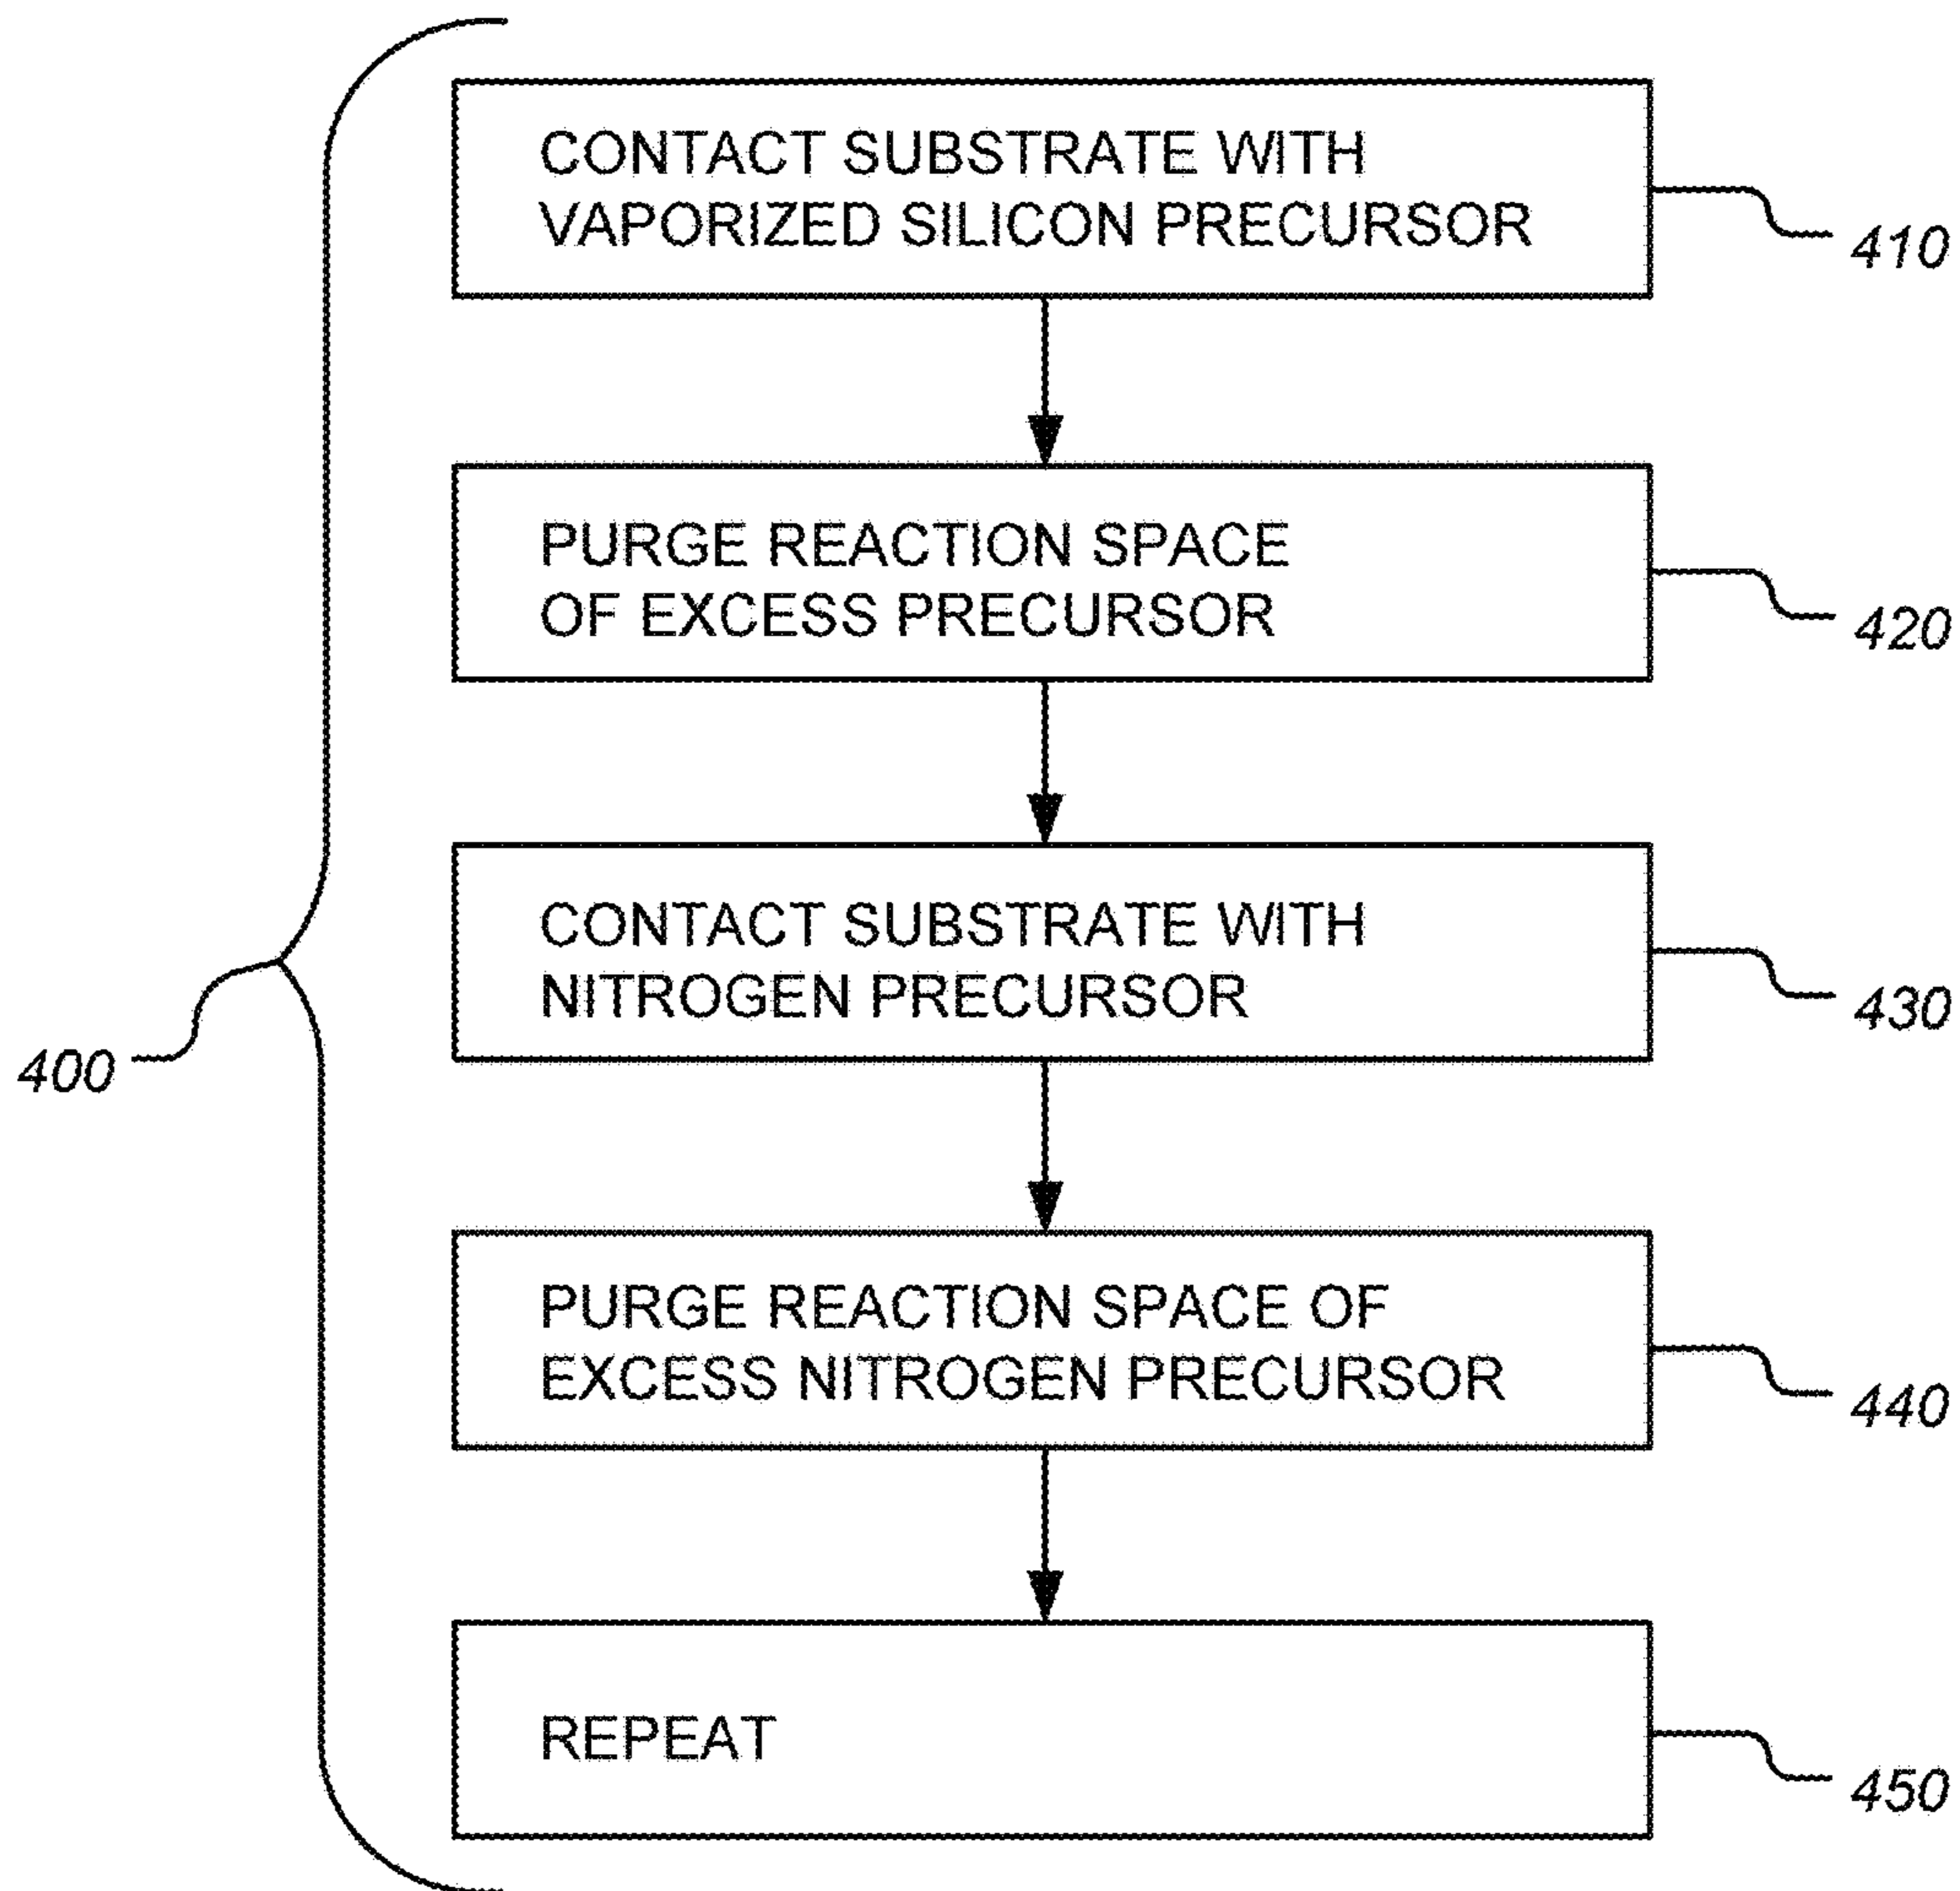 CONTACT SUBSTRATE WITH
VAPORIZED SILICON PRECURSOR
410
PURGE REACTION SPACE
OF EXCESS PRECURSOR
420
CONTACT SUBSTRATE WITH
NITROGEN PRECURSOR
430
400
PURGE REACTION SPACE OF
EXCESS NITROGEN PRECURSOR
440
REPEAT
450